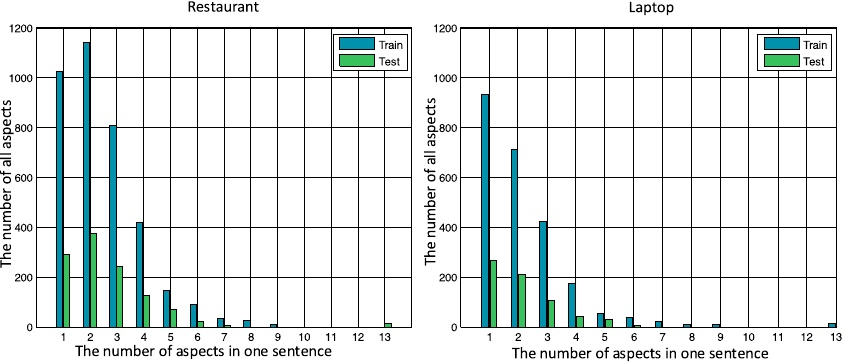 Restaurant
Train
Test
The number of all aspects
1200
1000
800
600
400
200
0
1 2 3 4 5 6 7 8 9 10 11 12 13
The number of aspects in one sentence
Laptop
Train
Test
The number of all aspects
1200
1000
800
600
400
200
0
1 2 3 4 5 6 7 8 9 10 11 12 13
The number of aspects in one sentence